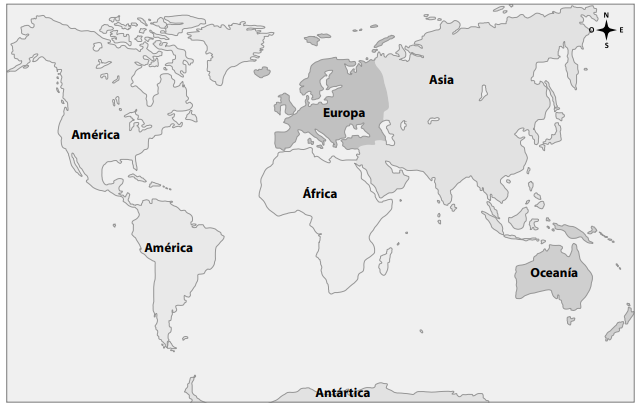 N
O E
S
Asia
Europa
América
África
América
Oceanía
Antártica